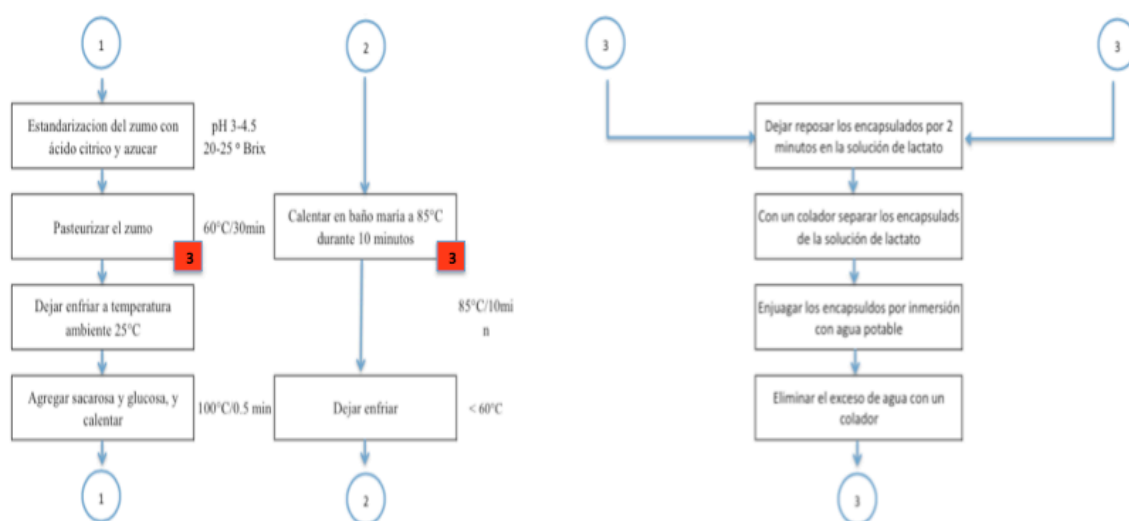 1
Estandarizacion del zumo con
ácido cítrico y azucar
pH 3-4.5
20-25 º Brix
Pasteurizar el zumo
60°C/30min
3
Dejar enfriar a temperatura
ambiente 25°C
Agregar sacarosa y glucosa, y
calentar
100°C/0.5 min
1
2
Calentar en baño maría a 85°C
durante 10 minutos
3
85°C/10mi
n
Dejar enfriar
< 60°C
2
3
3
Dejar reposar los encapsulados por 2
minutos en la solución de lactato
Con un colador separar los encapsulads
de la solución de lactato
Enjuagar los encapsuldos por inmersión
con agua potable
Eliminar el exceso de agua con un
colador
3